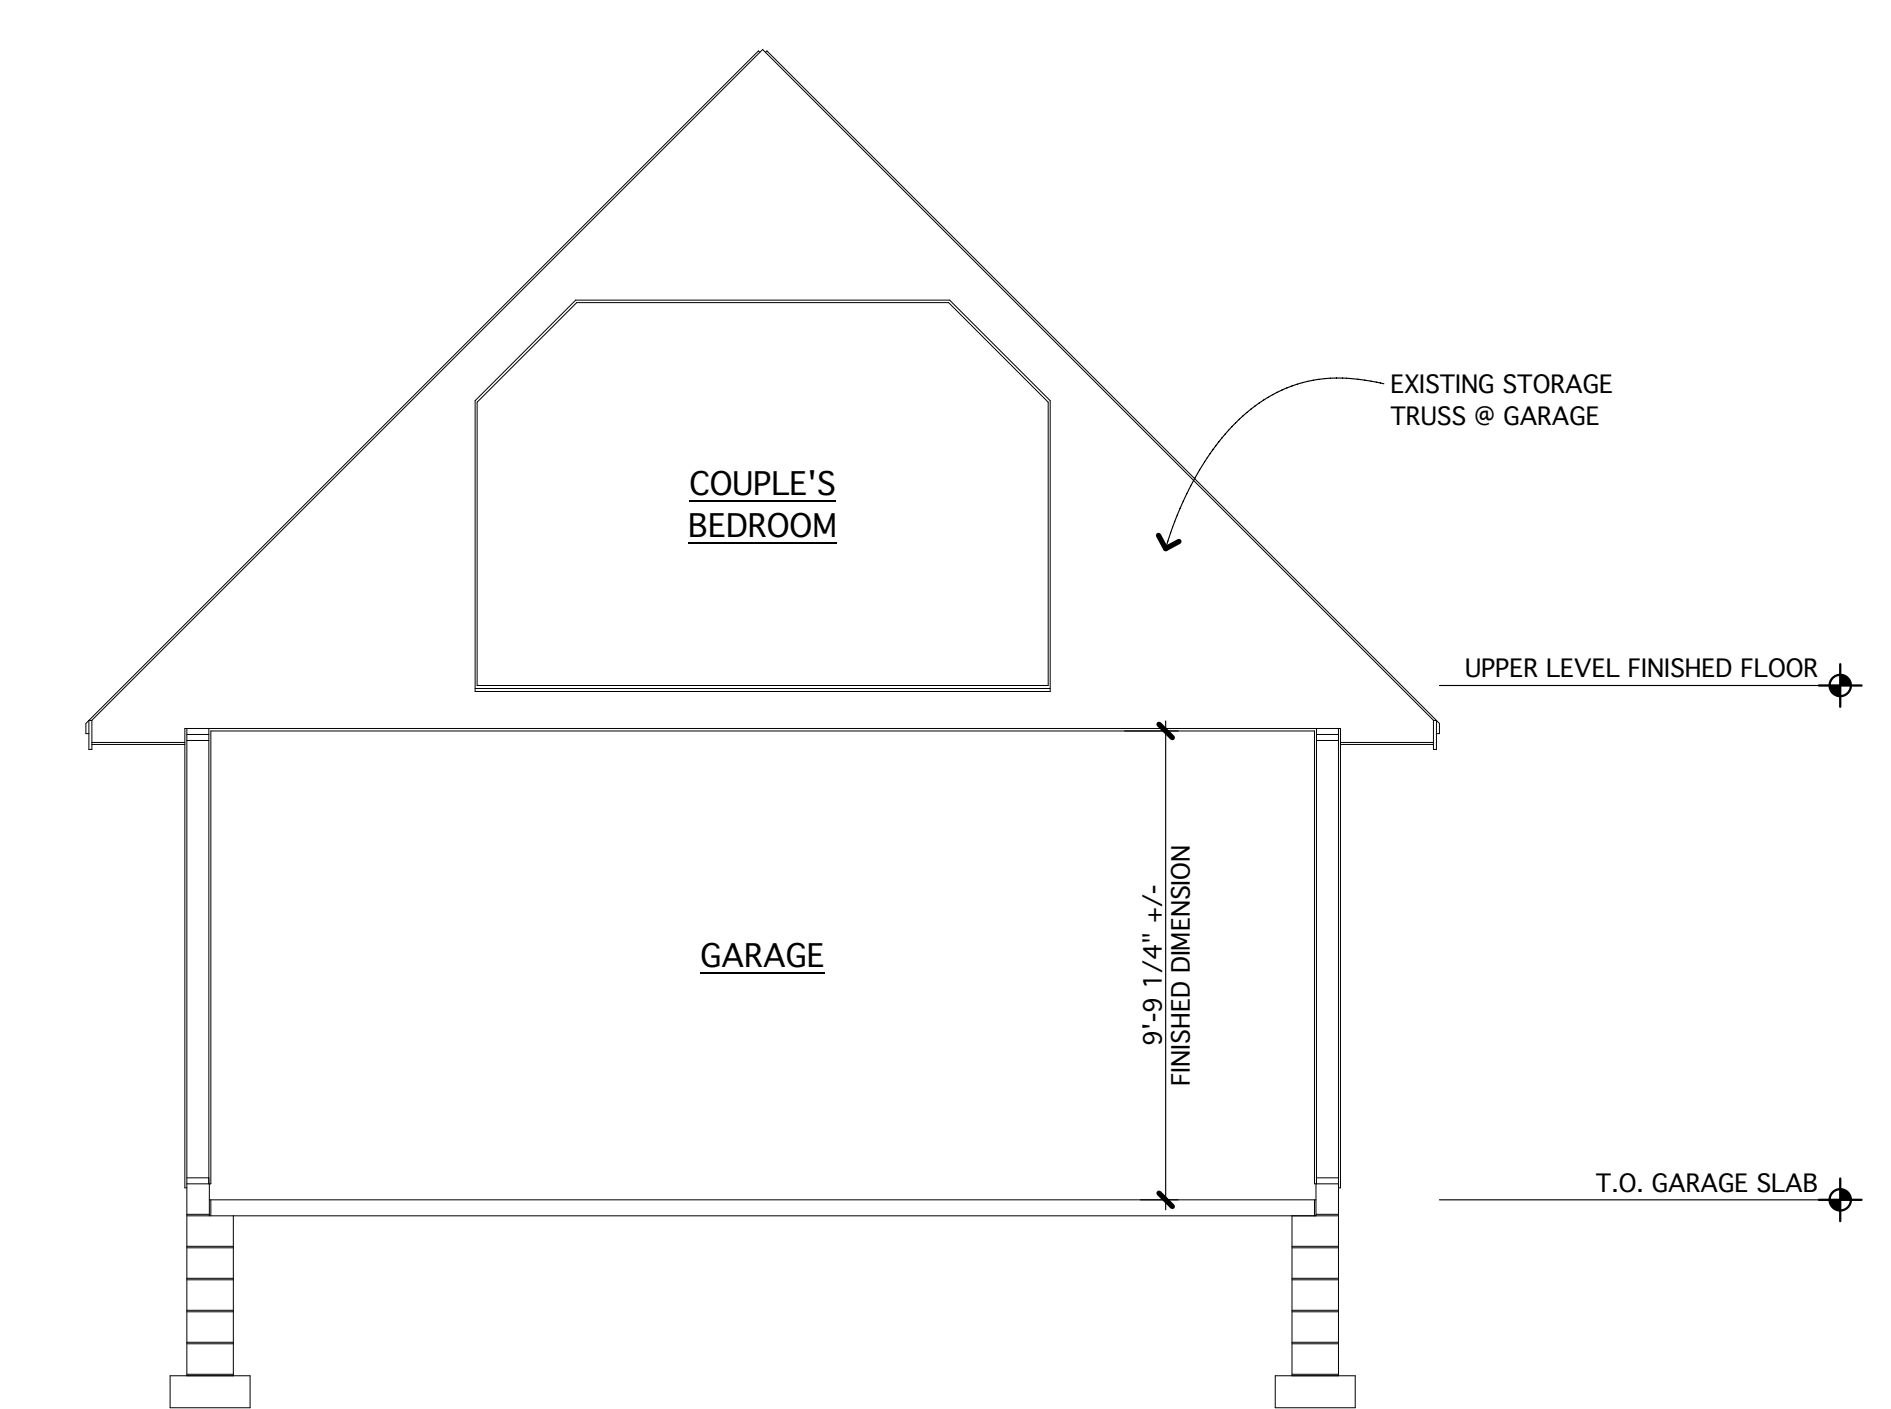 EXISTING STORAGE
TRUSS @ GARAGE
COUPLE'S
BEDROOM
UPPER LEVEL FINISHED FLOOR
9'-9 1/4" +/-
FINISHED DIMENSION
GARAGE
T.O. GARAGE SLAB